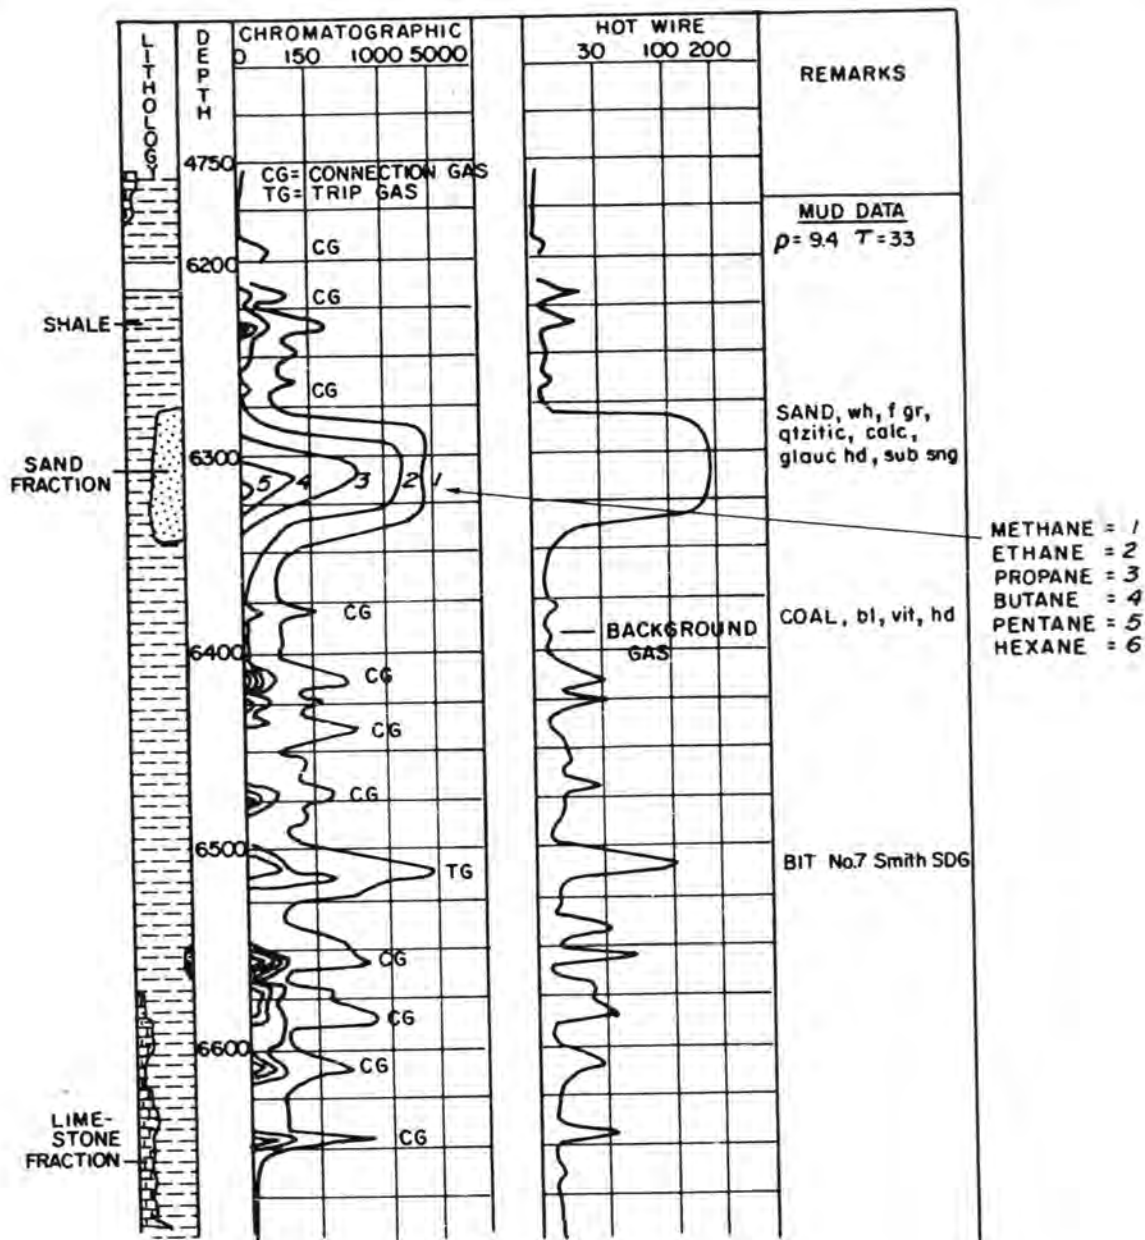 LITHOLOGY
DEPTH
CHROMATOGRAPHIC
0 150 1000 5000
HOT WIRE
30 100 200
REMARKS
4750
CG= CONNECTION GAS
TG= TRIP GAS
MUD DATA
ρ= 9.4 T=33
CG
6200
CG
SHALE
CG
SAND, wh, f gr,
qtzitic, calc,
glauc hd, sub sng
6300
SAND
FRACTION
5 4 3 2 1
METHANE = 1
ETHANE = 2
PROPANE = 3
BUTANE = 4
PENTANE = 5
HEXANE = 6
CG
COAL, bl, vit, hd
BACKGROUND
GAS
6400
CG
CG
CG
6500
TG
BIT No.7 Smith SDG
CG
CG
6600
CG
CG
LIME-
STONE
FRACTION